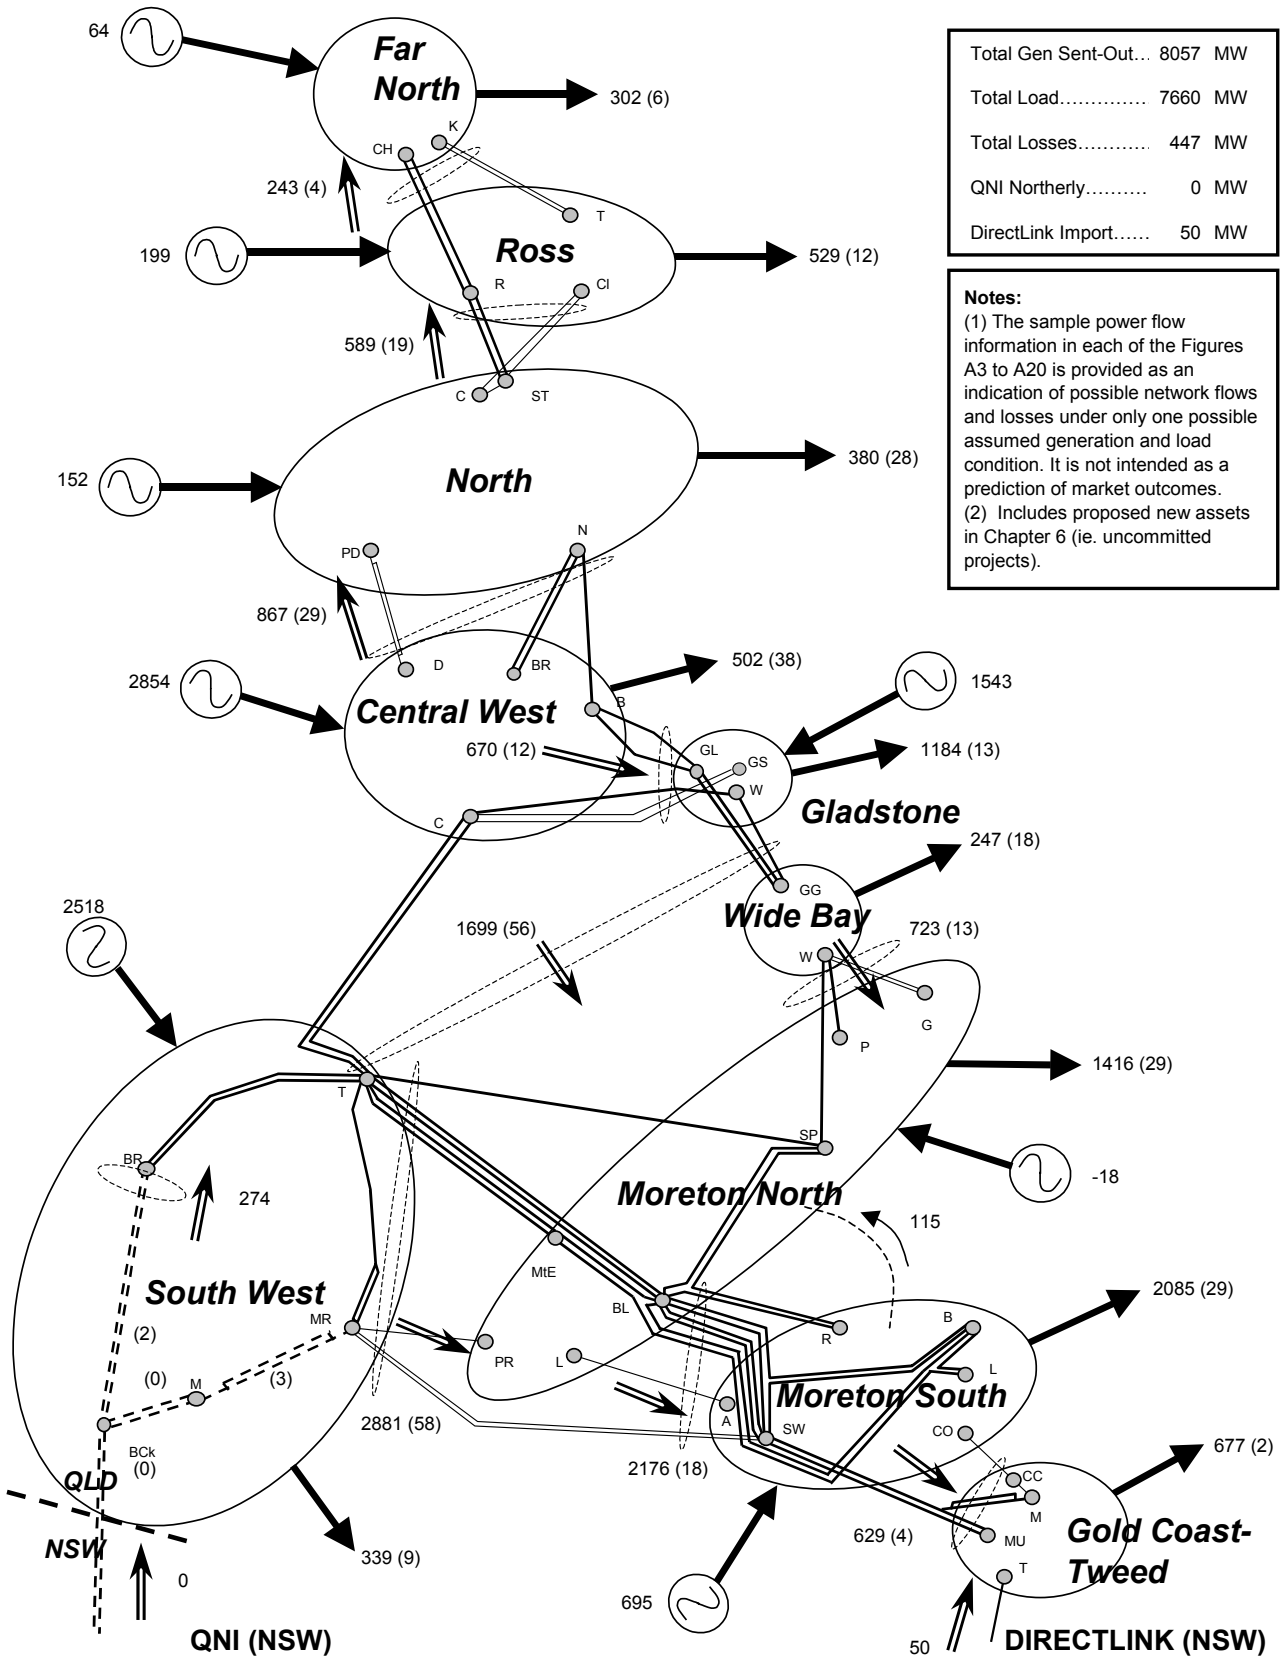 64
Far
North
302 (6)
K
CH
243 (4)
T
Ross
199
529 (12)
R
CI
589 (19)
C
ST
Total Gen Sent-Out... 8057 MW
Total Load.............. 7660 MW
Total Losses........... 447 MW
QNI Northerly.......... 0 MW
DirectLink Import...... 50 MW
Notes:
(1) The sample power flow
information in each of the Figures
A3 to A20 is provided as an
indication of possible network flows
and losses under only one possible
assumed generation and load
condition. It is not intended as a
prediction of market outcomes.
(2) Includes proposed new assets
in Chapter 6 (ie. uncommitted
projects).
380 (28)
152
North
N
PD
867 (29)
D
BR
502 (38)
2854
1543
B
Central West
670 (12)
GL
GS
1184 (13)
W
C
Gladstone
247 (18)
GG
2518
Wide Bay
1699 (56)
723 (13)
W
G
P
1416 (29)
T
SP
BR
-18
274
Moreton North
115
MtE
South West
BL
2085 (29)
MR
(2)
R
B
PR
L
(0)
M
(3)
L
Moreton South
A
2881 (58)
SW
CO
BCk
(0)
QLD
2176 (18)
677 (2)
CC
M
NSW
629 (4)
MU
Gold Coast-
Tweed
339 (9)
T
0
695
QNI (NSW)
50
DIRECTLINK (NSW)